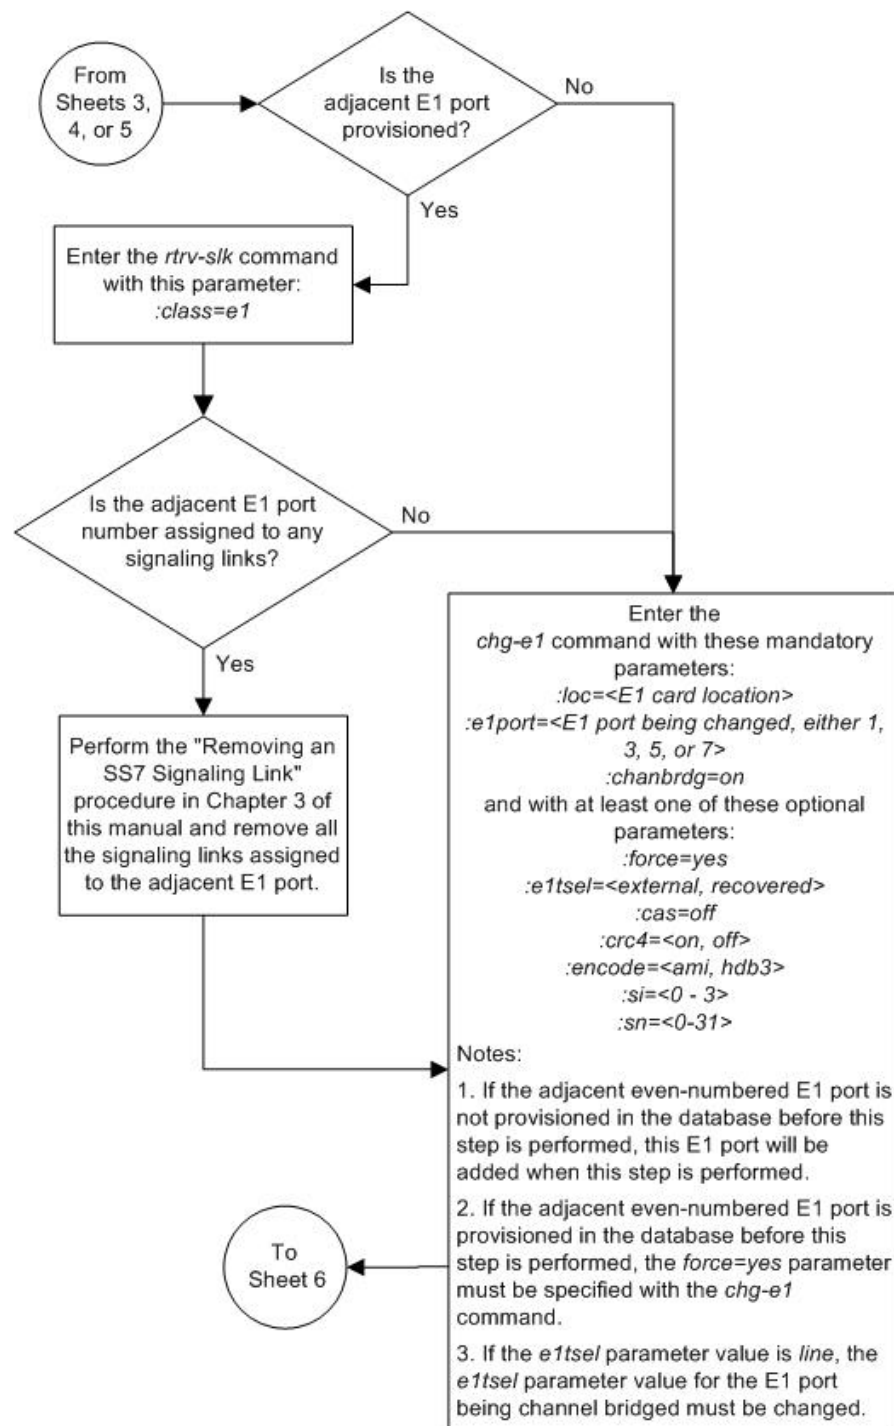 From
Sheets 3,
4, or 5
Is the
adjacent E1 port
provisioned?
No
Yes
Enter the rtrv-slk command
with this parameter:
:class=e1
Is the adjacent E1 port
number assigned to any
signaling links?
No
Yes
Perform the "Removing an
SS7 Signaling Link"
procedure in Chapter 3 of
this manual and remove all
the signaling links assigned
to the adjacent E1 port.
Enter the
chg-e1 command with these mandatory
parameters:
:loc=<E1 card location>
:e1port=<E1 port being changed, either 1,
3, 5, or 7>
:chanbrdg=on
and with at least one of these optional
parameters:
:force=yes
:e1tsel=<external, recovered>
:cas=off
:crc4=<on, off>
:encode=<ami, hdb3>
:si=<0 - 3>
:sn=<0-31>
Notes:
1. If the adjacent even-numbered E1 port is
not provisioned in the database before this
step is performed, this E1 port will be
added when this step is performed.
2. If the adjacent even-numbered E1 port is
provisioned in the database before this
step is performed, the force=yes parameter
must be specified with the chg-e1
command.
3. If the e1tsel parameter value is line, the
e1tsel parameter value for the E1 port
being channel bridged must be changed.
To
Sheet 6